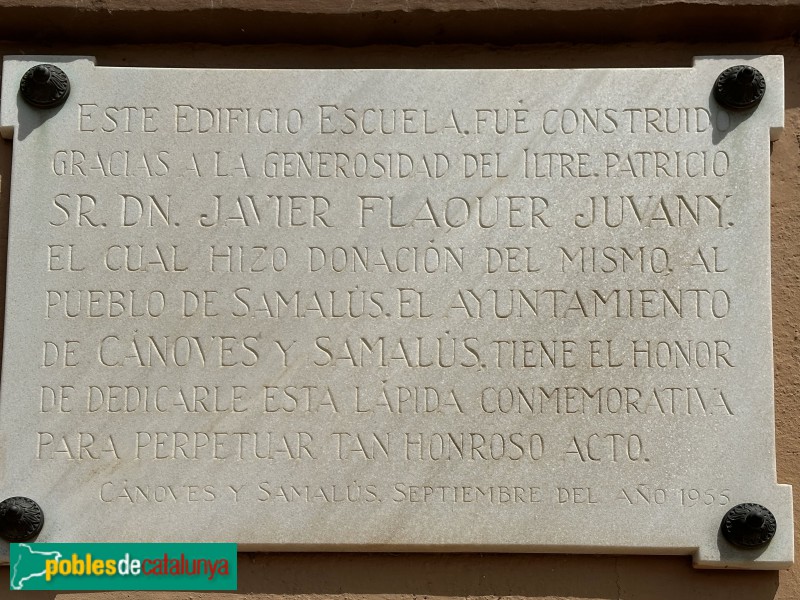 ESTE EDIFICIO ESCUELA, FUÉ CONSTRUIDO
GRACIAS A LA GENEROSIDAD DEL ILTRE. PATRICIO
SR. DN. JAVIER FLAQUER JUVANY,
EL CUAL HIZO DONACIÓN DEL MISMO, AL
PUEBLO DE SAMALÚS. EL AYUNTAMIENTO
DE CÁNOVES Y SAMALÚS, TIENE EL HONOR
DE DEDICARLE ESTA LÁPIDA CONMEMORATIVA
PARA PERPETUAR TAN HONROSO ACTO.
CÁNOVES Y SAMALÚS, SEPTIEMBRE DEL AÑO 1955
poblesdecatalunya